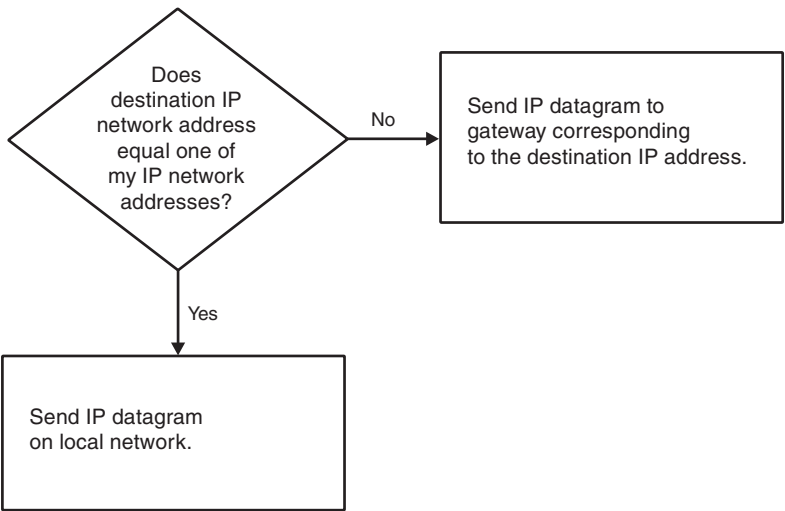 Does
destination IP
network address
equal one of
my IP network
addresses?
No
Send IP datagram to
gateway corresponding
to the destination IP address.
Yes
Send IP datagram
on local network.